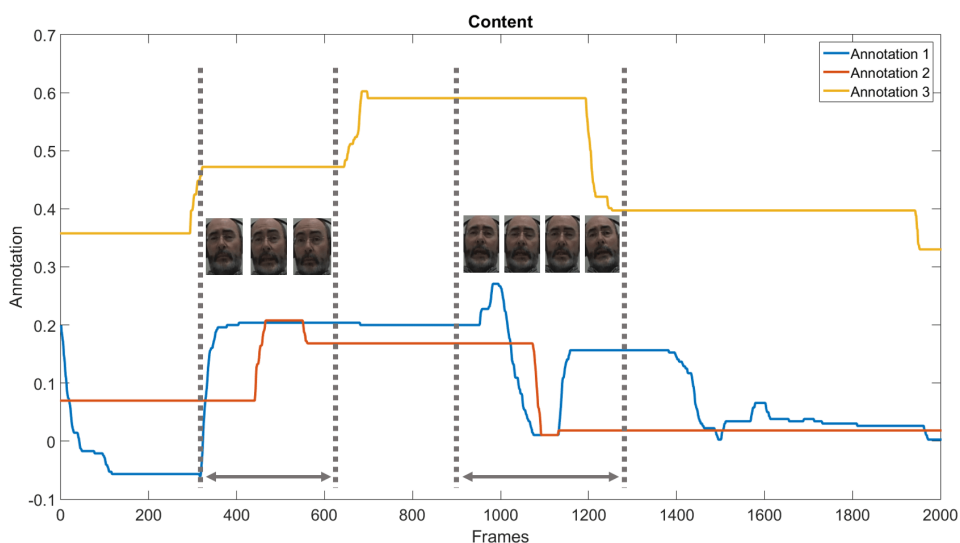 Content
0.7
0.6
0.5
0.4
0.3
0.2
0.1
0
-0.1
Annotation
Annotation 1
Annotation 2
Annotation 3
0 200 400 600 800 1000 1200 1400 1600 1800 2000
Frames